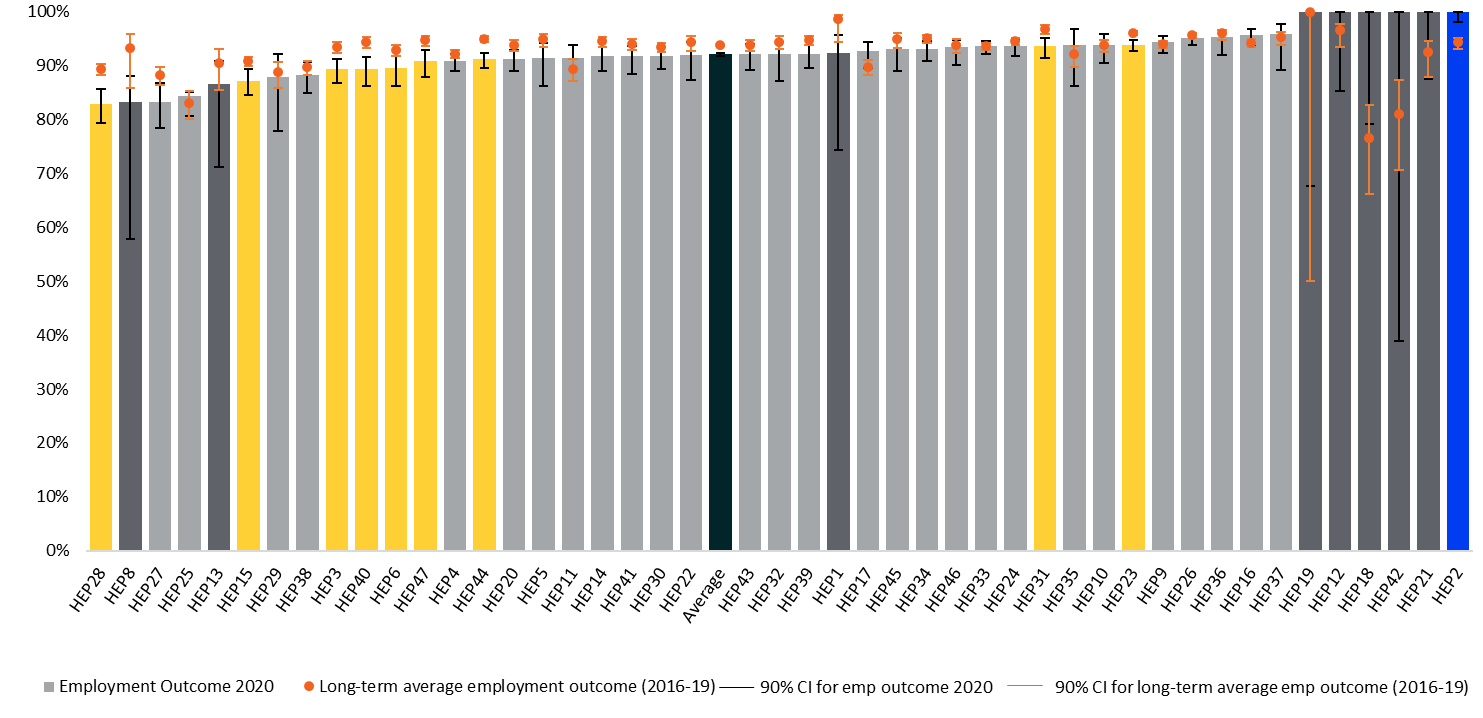 100%
90%
80%
70%
60%
50%
40%
30%
20%
10%
0%
HEP28
HEP8
HEP27
HEP25
HEP13
HEP15
HEP29
HEP38
HEP3
HEP40
HEP6
HEP47
HEP4
HEP44
HEP20
HEP5
HEP11
HEP14
HEP41
HEP30
HEP22
Average
HEP43
HEP32
HEP39
HEP1
HEP17
HEP45
HEP34
HEP46
HEP33
HEP24
HEP31
HEP35
HEP10
HEP23
HEP9
HEP26
HEP36
HEP16
HEP37
HEP19
HEP12
HEP18
HEP42
HEP21
HEP2
Employment Outcome 2020
Long-term average employment outcome (2016-19)
90% CI for emp outcome 2020
90% CI for long-term average emp outcome (2016-19)